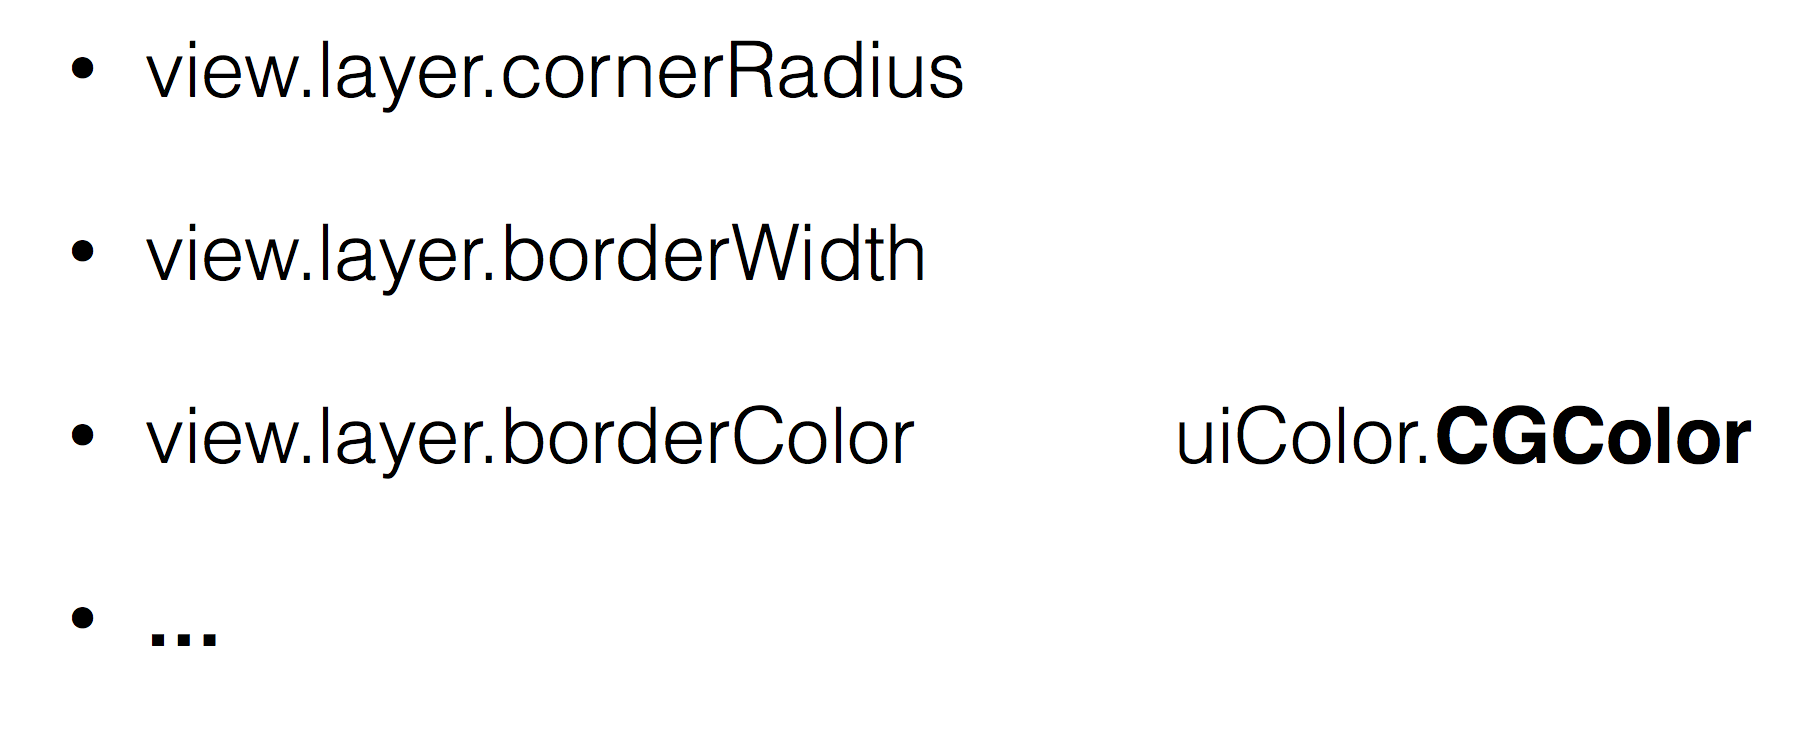 • view.layer.cornerRadius
• view.layer.borderWidth
• view.layer.borderColor uiColor.CGColor
• ...